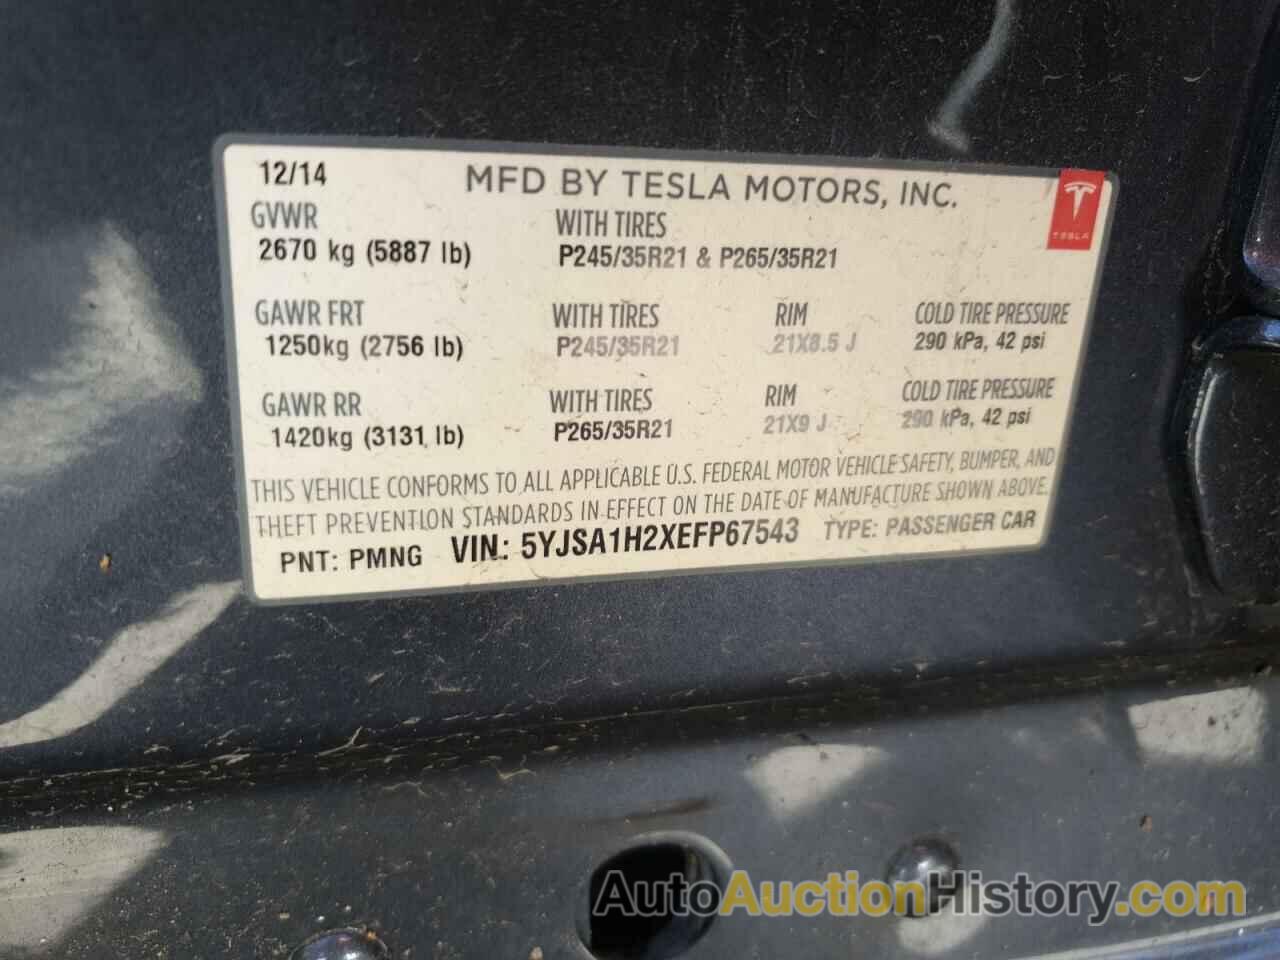 12/14 MFD BY TESLA MOTORS, INC.
TESLA
GVWR WITH TIRES
2670 kg (5887 lb) P245/35R21 & P265/35R21
GAWR FRT WITH TIRES RIM COLD TIRE PRESSURE
1250kg (2756 lb) P245/35R21 21X8.5 J 290 kPa, 42 psi
GAWR RR WITH TIRES RIM COLD TIRE PRESSURE
1420kg (3131 lb) P265/35R21 21X9 J 290 kPa, 42 psi
THIS VEHICLE CONFORMS TO ALL APPLICABLE U.S. FEDERAL MOTOR VEHICLE SAFETY, BUMPER, AND
THEFT PREVENTION STANDARDS IN EFFECT ON THE DATE OF MANUFACTURE SHOWN ABOVE.
PNT: PMNG VIN: 5YJSA1H2XEFP67543 TYPE: PASSENGER CAR
AutoAuctionHistory.com